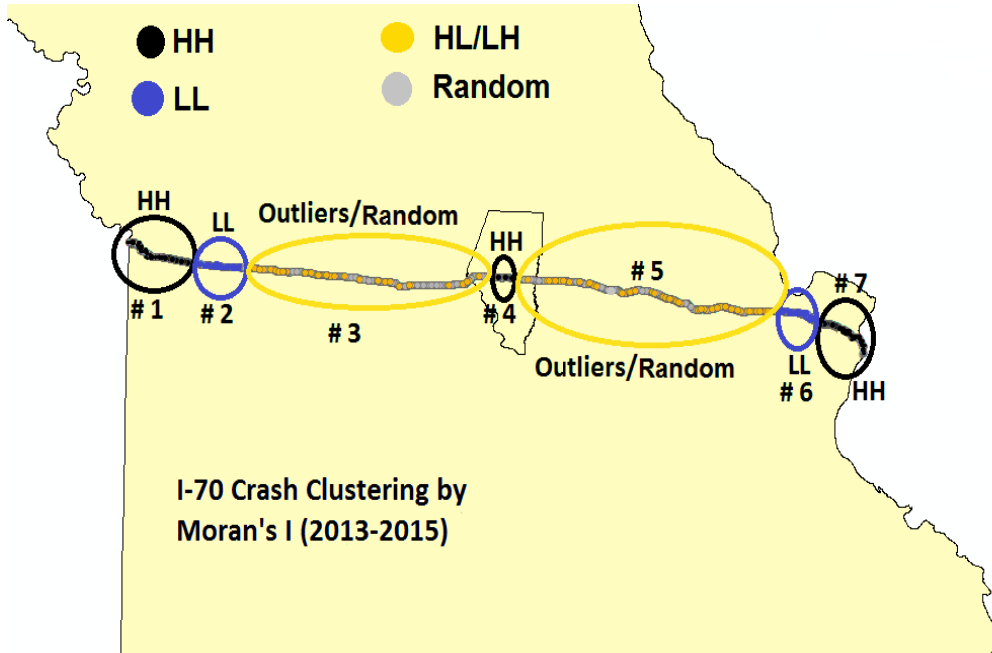 HH
HL/LH
LL
Random
HH
LL
Outliers/Random
HH
# 5
# 7
# 1
# 2
# 3
# 4
Outliers/Random
LL
# 6
HH
I-70 Crash Clustering by
Moran's I (2013-2015)